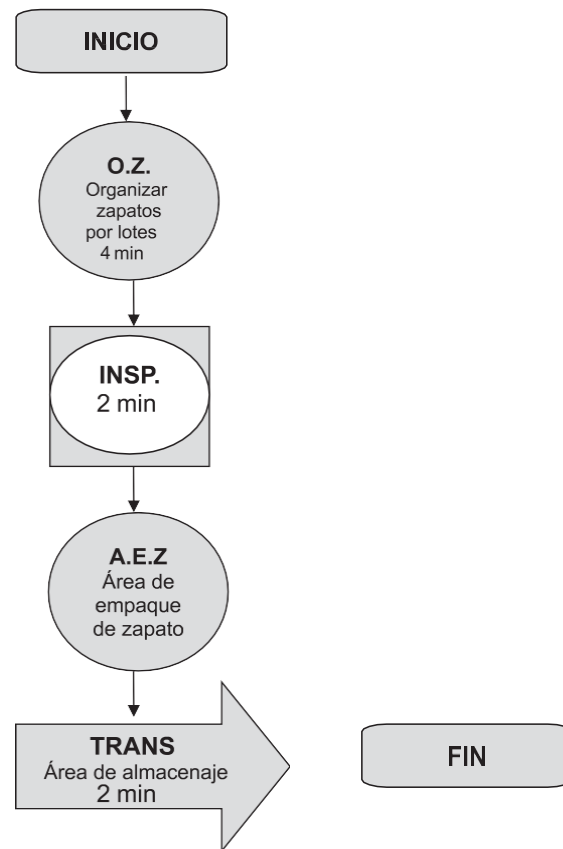 INICIO
O.Z.
Organizar
zapatos
por lotes
4 min
INSP.
2 min
A.E.Z
Área de
empaque
de zapato
TRANS
Área de almacenaje
2 min
FIN